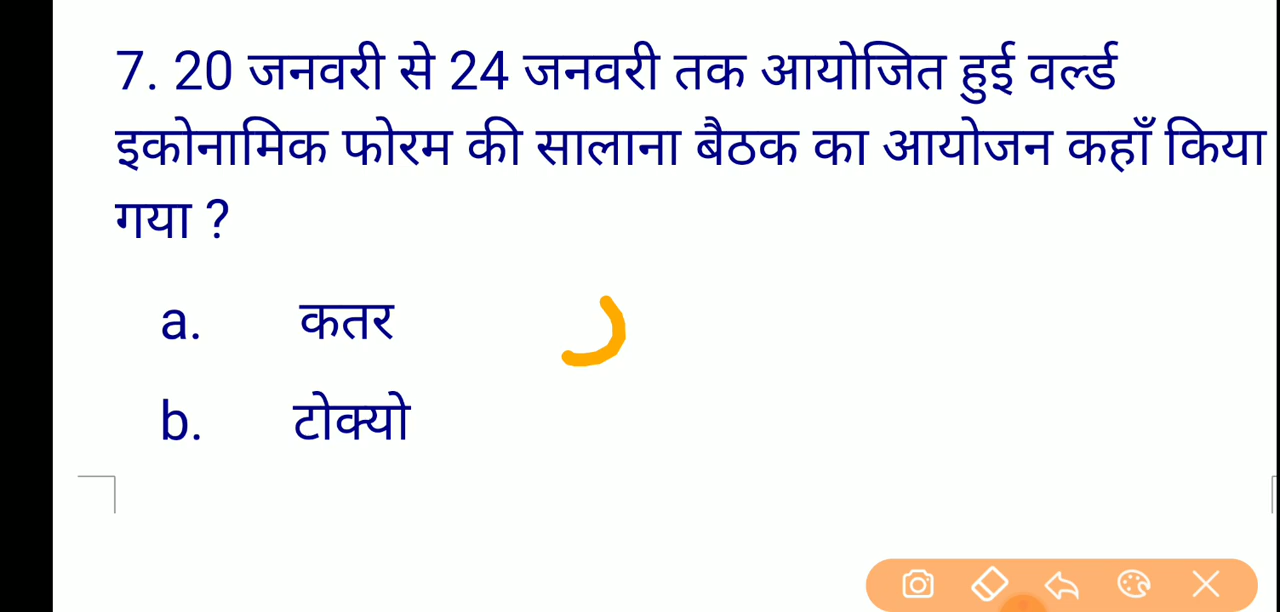 7. 20 जनवरी से 24 जनवरी तक आयोजित हुई वर्ल्ड
इकोनामिक फोरम की सालाना बैठक का आयोजन कहाँ किया
गया ?
a. कतर
b. टोक्यो